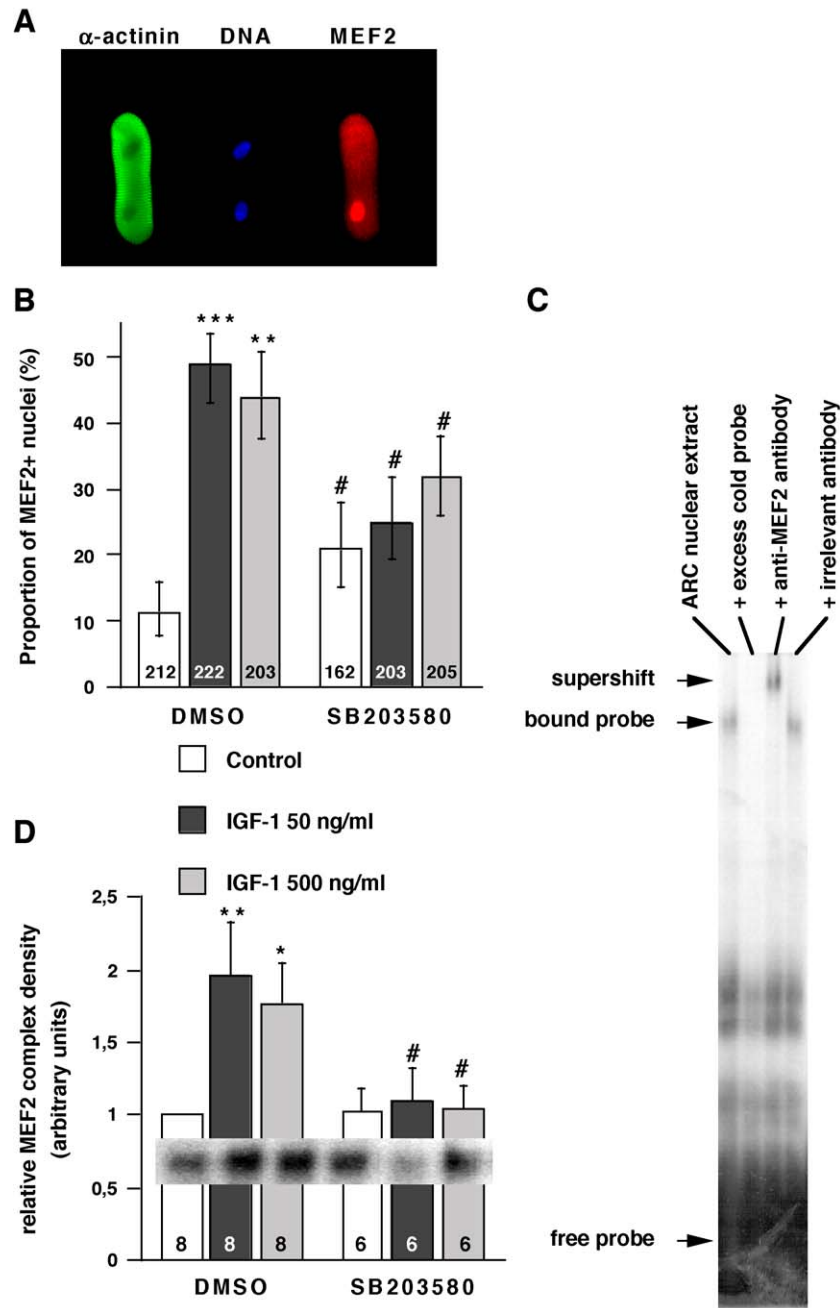 A
α-actinin DNA MEF2
B
Proportion of MEF2+ nuclei (%)
50
40
30
20
10
0
***
**
#
#
#
212 222 203 162 203 205
DMSO SB203580
Control
IGF-1 50 ng/ml
IGF-1 500 ng/ml
C
ARC nuclear extract
+ excess cold probe
+ anti-MEF2 antibody
+ irrelevant antibody
supershift
bound probe
free probe
D
relative MEF2 complex density
(arbitrary units)
2,5
2
1,5
1
0,5
0
**
*
#
#
8 8 8 6 6 6
DMSO SB203580